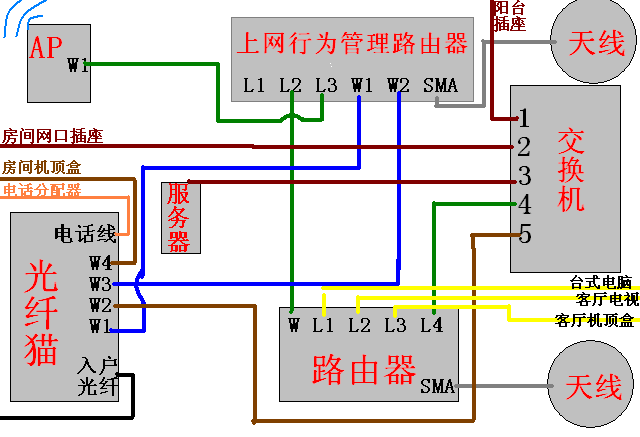 阳台
插座
AP
W1
上网行为管理路由器
L1 L2 L3 W1 W2 SMA
天线
房间网口插座
房间机顶盒
电话分配器
服务器
交换机
1
2
3
4
5
电话线
W4
W3
W2
W1
光纤猫
入户
光纤
台式电脑
客厅电视
客厅机顶盒
W L1 L2 L3 L4
路由器
SMA
天线